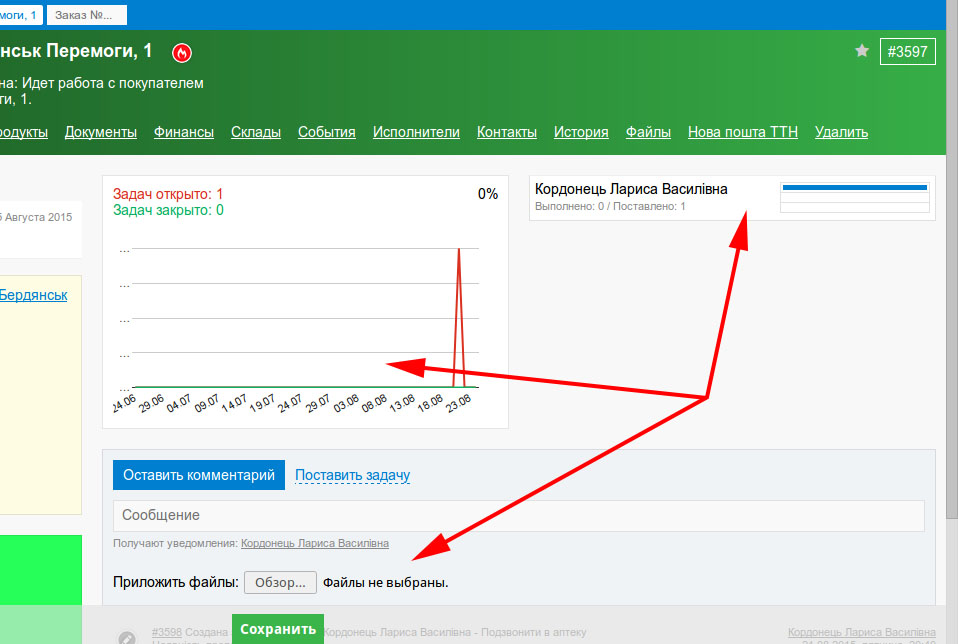 моги, 1
Заказ №...
нськ Перемоги, 1
#3597
на: Идет работа с покупателем
ги, 1.
родукты Документы Финансы Склады События Исполнители Контакты История Файлы Нова пошта ТТН Удалить
5 Августа 2015
Бердянськ
Задач открыто: 1
0%
Задач закрыто: 0
...
...
...
...
...
24.06 29.06 04.07 09.07 14.07 19.07 24.07 29.07 03.08 08.08 13.08 18.08 23.08
Кордонець Лариса Василівна
Выполнено: 0 / Поставлено: 1
Оставить комментарий Поставить задачу
Сообщение
Получают уведомления: Кордонець Лариса Василівна
Приложить файлы: Обзор... Файлы не выбраны.
#3598 Создана
Сохранить
Кордонець Лариса Василівна - Подзвонити в аптеку
Кордонець Лариса Василівна